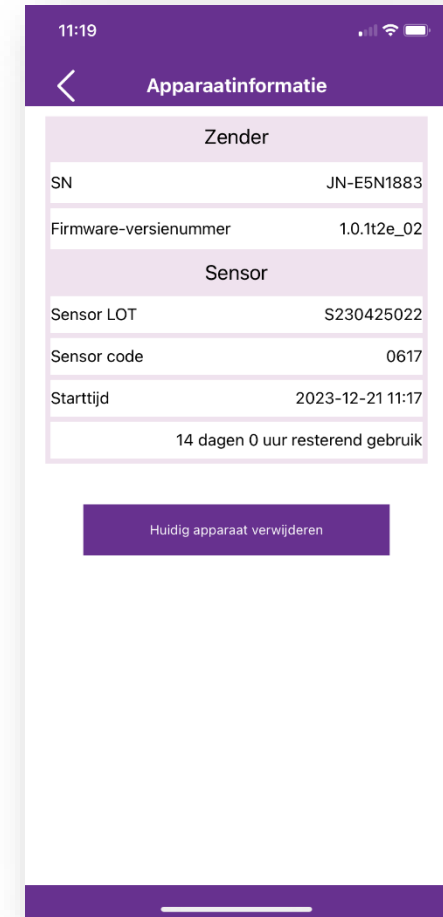 11:19
Apparaatinformatie
Zender
SN JN-E5N1883
Firmware-versienummer 1.0.1t2e_02
Sensor
Sensor LOT S230425022
Sensor code 0617
Starttijd 2023-12-21 11:17
14 dagen 0 uur resterend gebruik
Huidig apparaat verwijderen